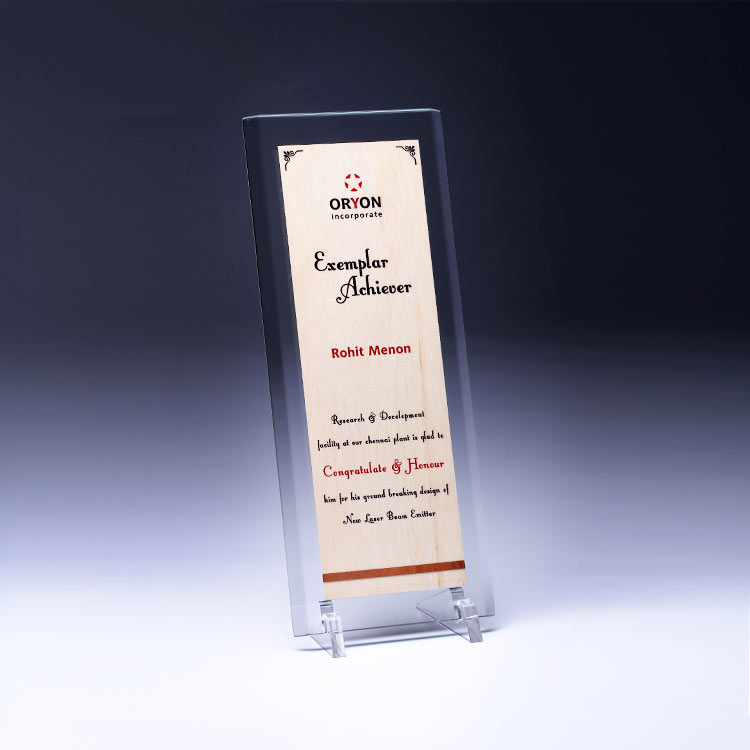 ORYON
incorporate
Exemplar
Achiever
Rohit Menon
Research & Development
facility at our chennai plant is glad to
Congratulate & Honour
him for his ground breaking design of
New Laser Beam Emitter